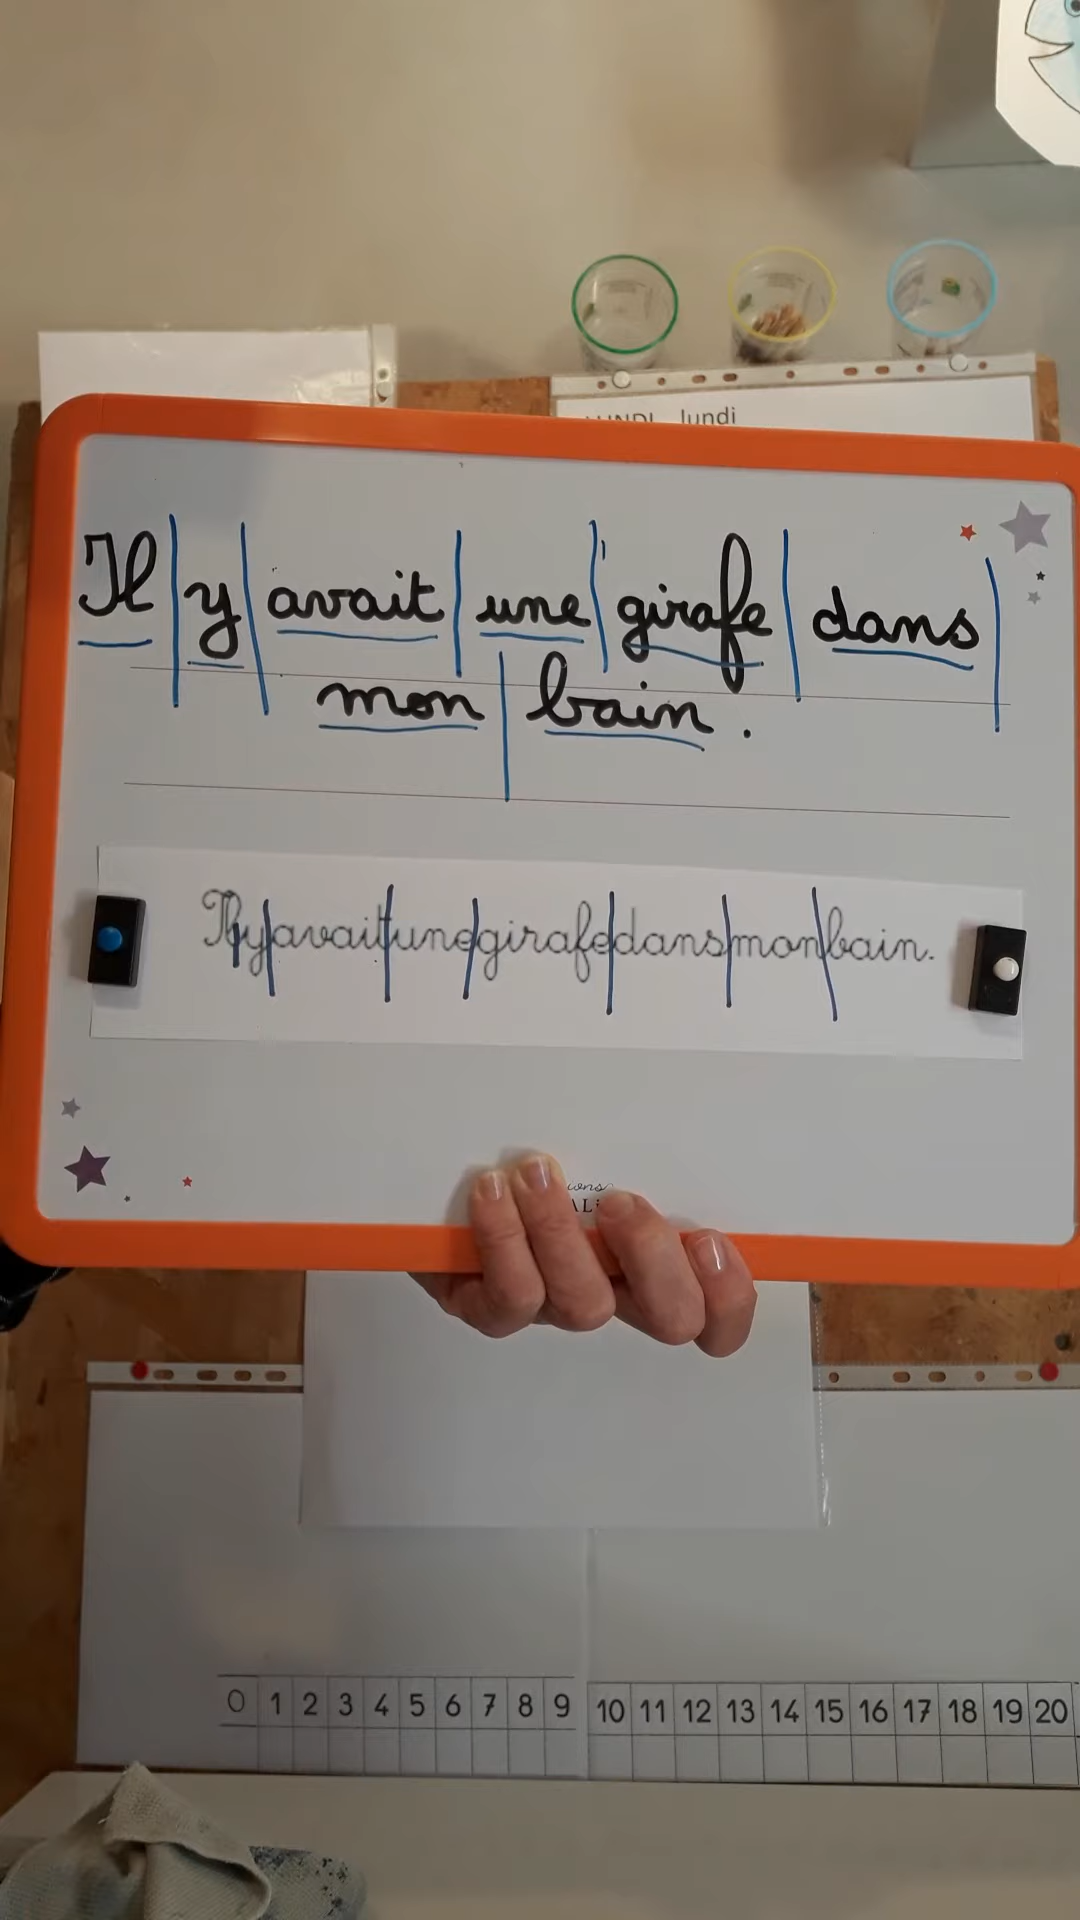 LUNDI lundi
Il y avait une girafe dans
mon bain.
Ilyavaitunegirafedansmonbain.
0 1 2 3 4 5 6 7 8 9 10 11 12 13 14 15 16 17 18 19 20